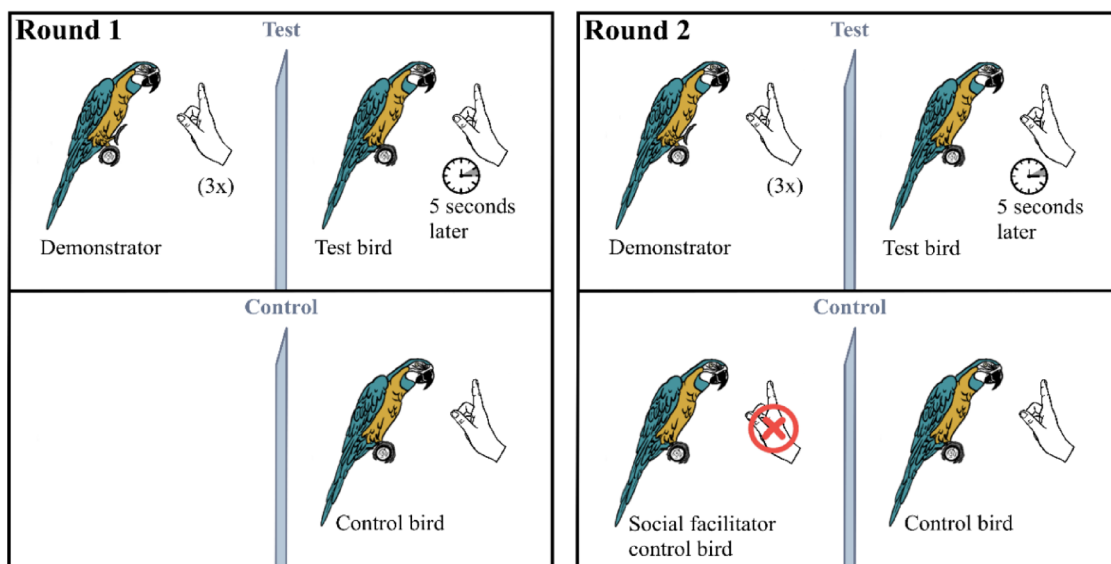 Round 1
Test
(3x)
Demonstrator
Test bird
5 seconds
later
Control
Control bird
Round 2
Test
(3x)
Demonstrator
Test bird
5 seconds
later
Control
Social facilitator
control bird
Control bird